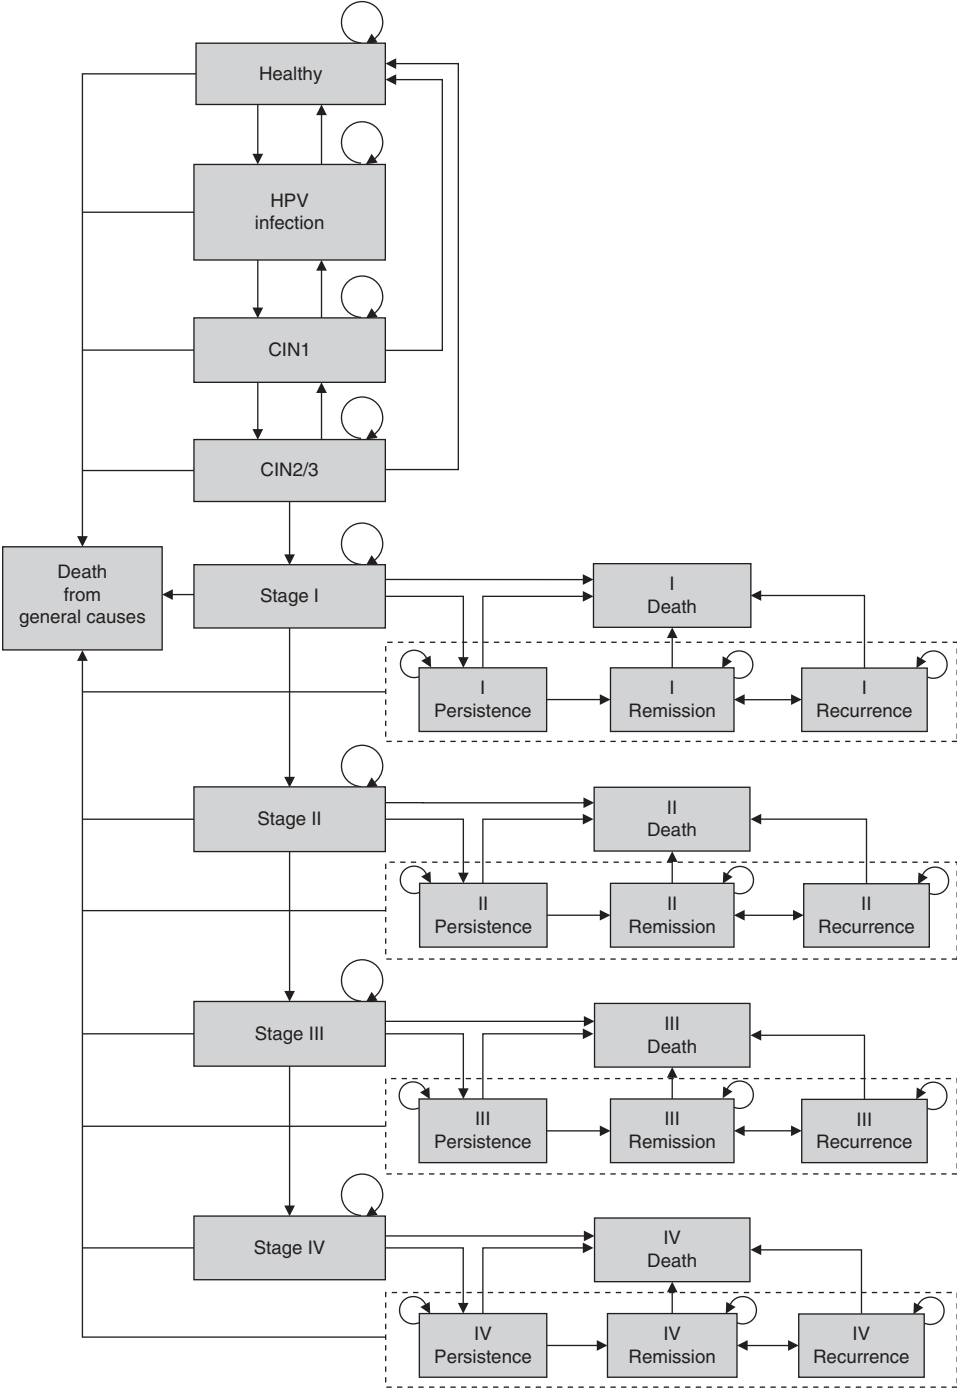 Healthy
HPV
infection
CIN1
CIN2/3
Death
from
general causes
Stage I
I
Death
I
Persistence
I
Remission
I
Recurrence
Stage II
II
Death
II
Persistence
II
Remission
II
Recurrence
Stage III
III
Death
III
Persistence
III
Remission
III
Recurrence
Stage IV
IV
Death
IV
Persistence
IV
Remission
IV
Recurrence